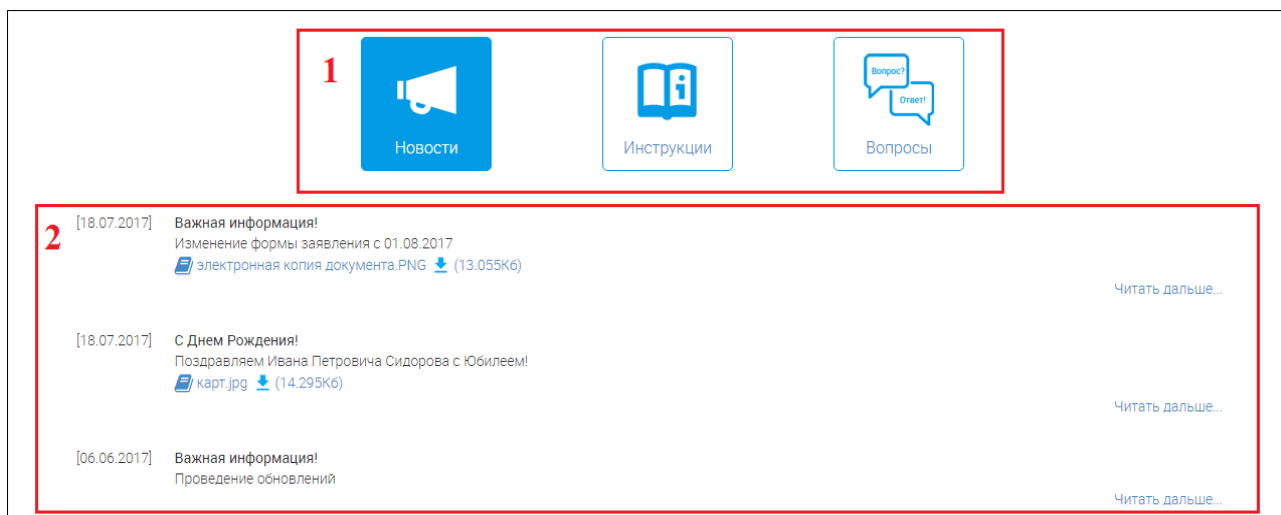 1
Вопрос?
Ответ!
Новости
Инструкции
Вопросы
2
[18.07.2017] Важная информация!
Изменение формы заявления с 01.08.2017
электронная копия документа.PNG (13.055Кб)
Читать дальше...
[18.07.2017] С Днем Рождения!
Поздравляем Ивана Петровича Сидорова с Юбилеем!
карт.jpg (14.295Кб)
Читать дальше...
[06.06.2017] Важная информация!
Проведение обновлений
Читать дальше...